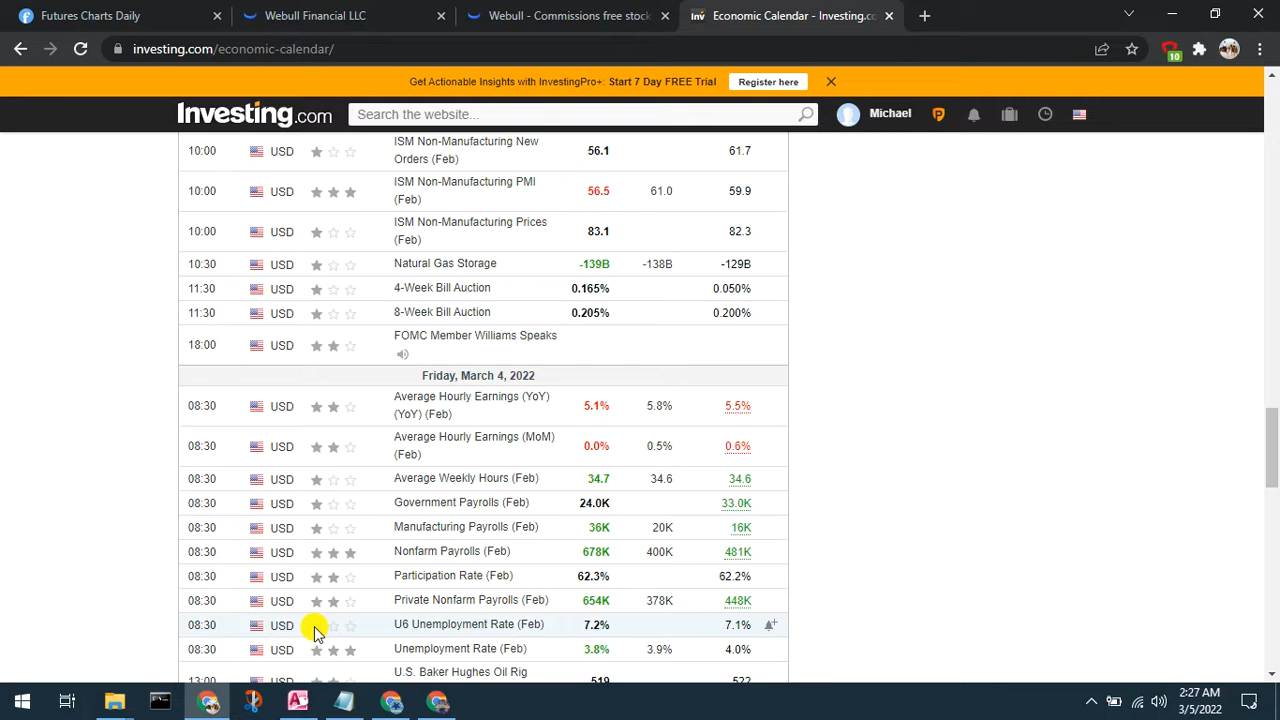 Futures Charts Daily
Webull Financial LLC
Webull - Commissions free stock
Economic Calendar - Investing.co
investing.com/economic-calendar/
10
Get Actionable Insights with InvestingPro+: Start 7 Day FREE Trial
Register here
Investing.com
Search the website...
Michael
10:00 USD ISM Non-Manufacturing New Orders (Feb) 56.1 61.7
10:00 USD ISM Non-Manufacturing PMI (Feb) 56.5 61.0 59.9
10:00 USD ISM Non-Manufacturing Prices (Feb) 83.1 82.3
10:30 USD Natural Gas Storage -139B -138B -129B
11:30 USD 4-Week Bill Auction 0.165% 0.050%
11:30 USD 8-Week Bill Auction 0.205% 0.200%
18:00 USD FOMC Member Williams Speaks
Friday, March 4, 2022
08:30 USD Average Hourly Earnings (YoY) (YoY) (Feb) 5.1% 5.8% 5.5%
08:30 USD Average Hourly Earnings (MoM) (Feb) 0.0% 0.5% 0.6%
08:30 USD Average Weekly Hours (Feb) 34.7 34.6 34.6
08:30 USD Government Payrolls (Feb) 24.0K 33.0K
08:30 USD Manufacturing Payrolls (Feb) 36K 20K 16K
08:30 USD Nonfarm Payrolls (Feb) 678K 400K 481K
08:30 USD Participation Rate (Feb) 62.3% 62.2%
08:30 USD Private Nonfarm Payrolls (Feb) 654K 378K 448K
08:30 USD U6 Unemployment Rate (Feb) 7.2% 7.1%
08:30 USD Unemployment Rate (Feb) 3.8% 3.9% 4.0%
13:00 USD U.S. Baker Hughes Oil Rig 519 522
2:27 AM
3/5/2022